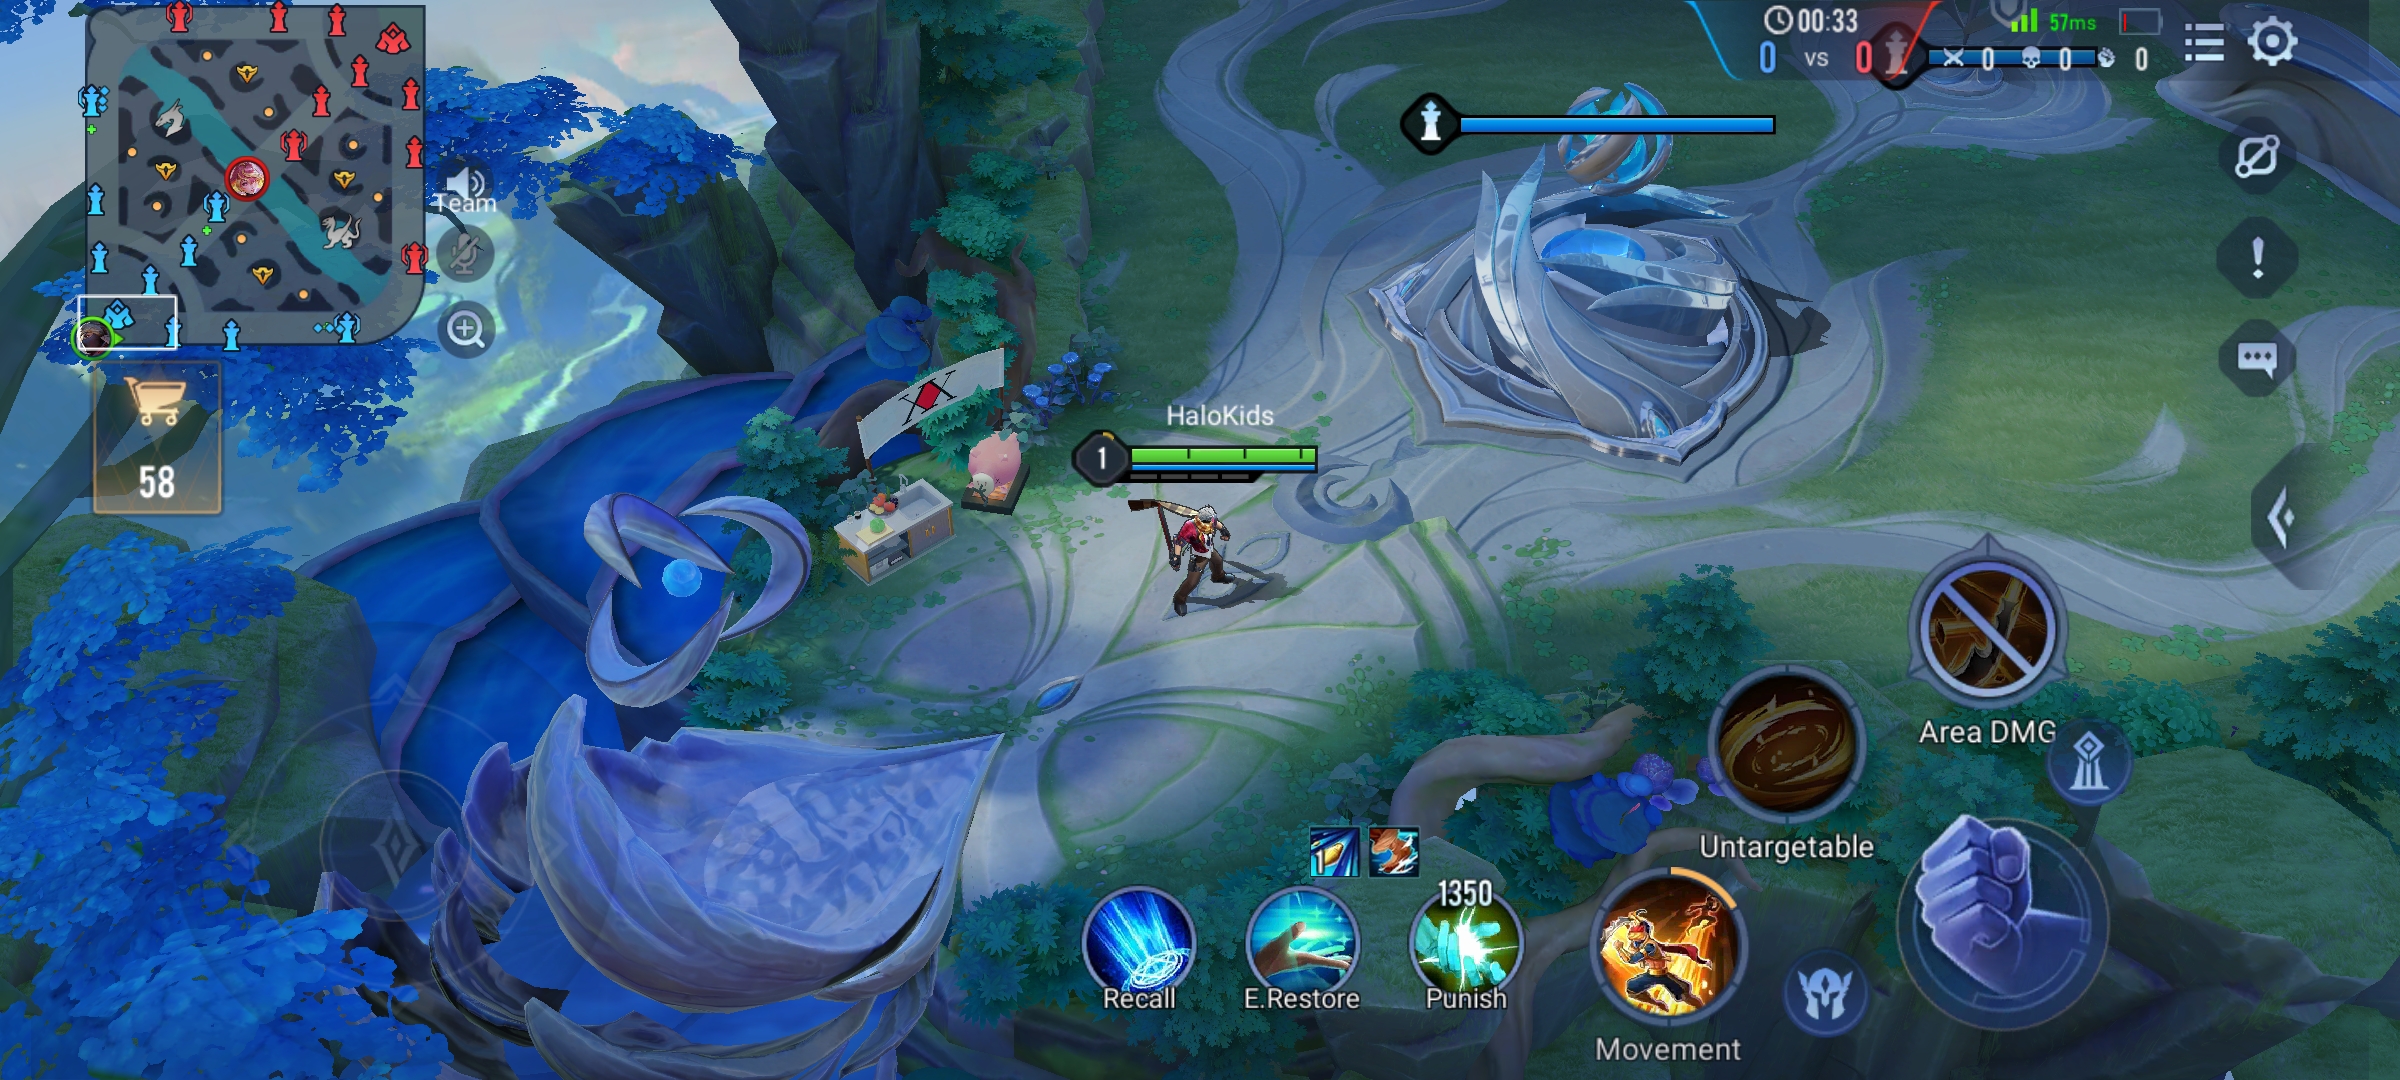 00:33
57ms
0 vs 0
0 0 0
Team
58
HaloKids
1
Area DMG
Untargetable
1
1350
Recall
E.Restore
Punish
Movement